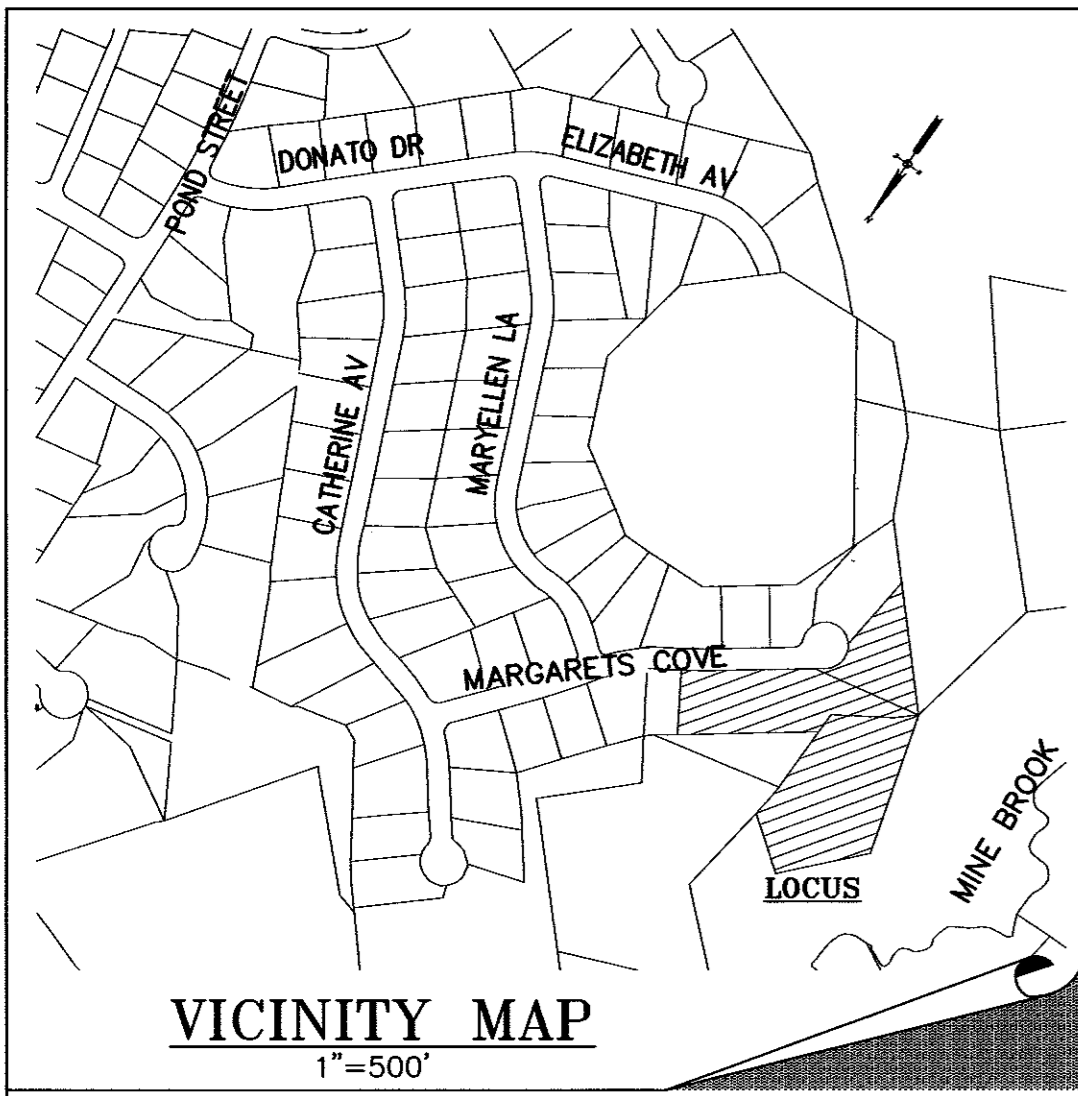 POND STREET
DONATO DR
ELIZABETH AV
CATHERINE AV
MARYELLEN LA
MARGARETS COVE
MINE BROOK
LOCUS
VICINITY MAP
1"=500'